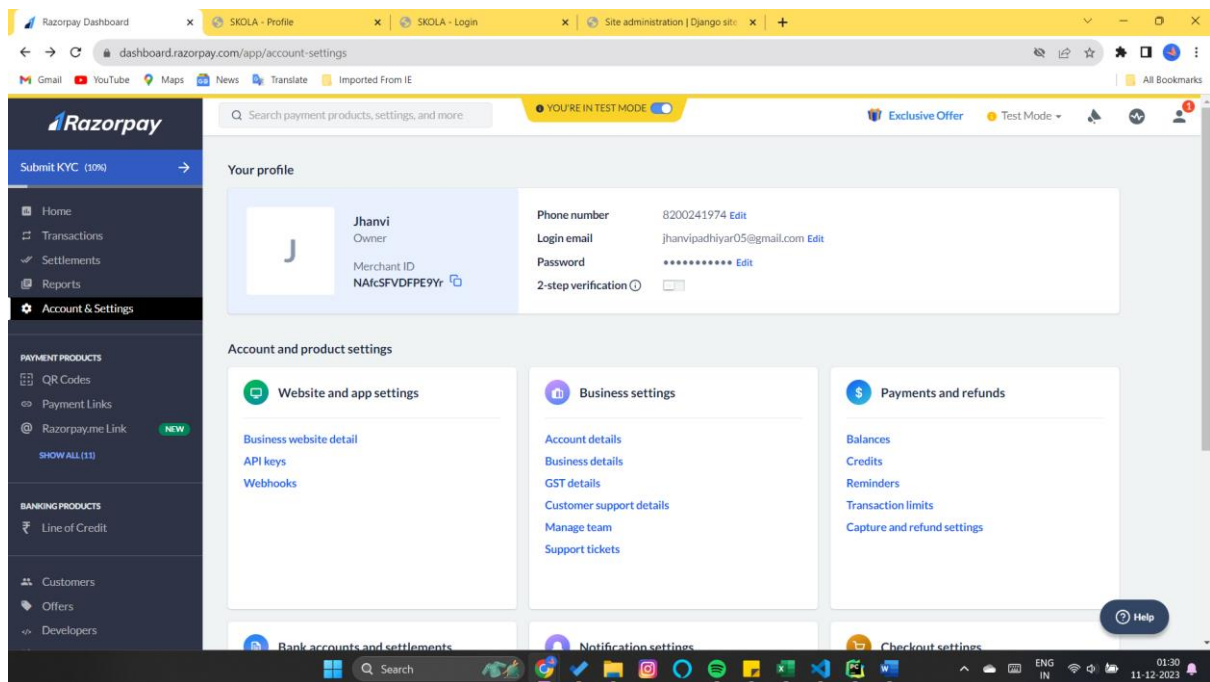 Razorpay Dashboard
SKOLA - Profile
SKOLA - Login
Site administration | Django site
dashboard.razorpay.com/app/account-settings
Gmail YouTube Maps News Translate Imported From IE All Bookmarks
Razorpay
Search payment products, settings, and more
YOU'RE IN TEST MODE
Exclusive Offer
Test Mode
1
Submit KYC (10%)
Home
Transactions
Settlements
Reports
Account & Settings
PAYMENT PRODUCTS
QR Codes
Payment Links
Razorpay.me Link NEW
SHOW ALL (11)
BANKING PRODUCTS
Line of Credit
Customers
Offers
Developers
Your profile
J
Jhanvi
Owner
Merchant ID
NAfcSFVDFPE9Yr
Phone number 8200241974 Edit
Login email jhanvipadhiyar05@gmail.com Edit
Password ••••••••••• Edit
2-step verification
Account and product settings
Website and app settings
Business website detail
API keys
Webhooks
Business settings
Account details
Business details
GST details
Customer support details
Manage team
Support tickets
Payments and refunds
Balances
Credits
Reminders
Transaction limits
Capture and refund settings
Bank accounts and settlements
Notification settings
Checkout settings
Help
Search
ENG
IN
01:30
11-12-2023